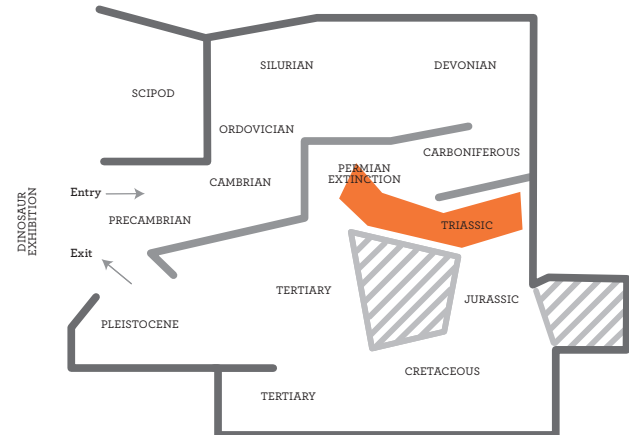 SILURIAN
DEVONIAN
SCIPOD
ORDOVICIAN
CARBONIFEROUS
PERMIAN
EXTINCTION
CAMBRIAN
DINOSAUR
EXHIBITION
Entry
PRECAMBRIAN
TRIASSIC
Exit
TERTIARY
JURASSIC
PLEISTOCENE
CRETACEOUS
TERTIARY